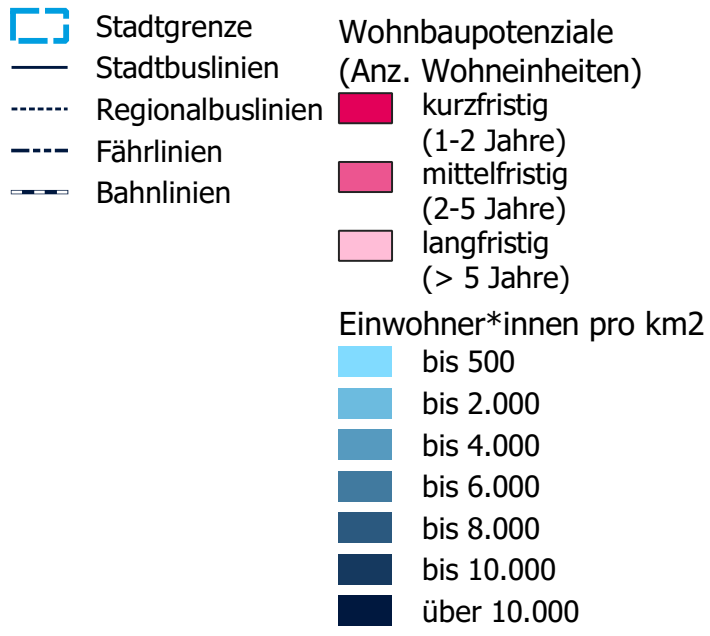 Stadtgrenze
Stadtbuslinien
Regionalbuslinien
Fährlinien
Bahnlinien
Wohnbaupotenziale
(Anz. Wohneinheiten)
kurzfristig
(1-2 Jahre)
mittelfristig
(2-5 Jahre)
langfristig
(> 5 Jahre)
Einwohner*innen pro km2
bis 500
bis 2.000
bis 4.000
bis 6.000
bis 8.000
bis 10.000
über 10.000